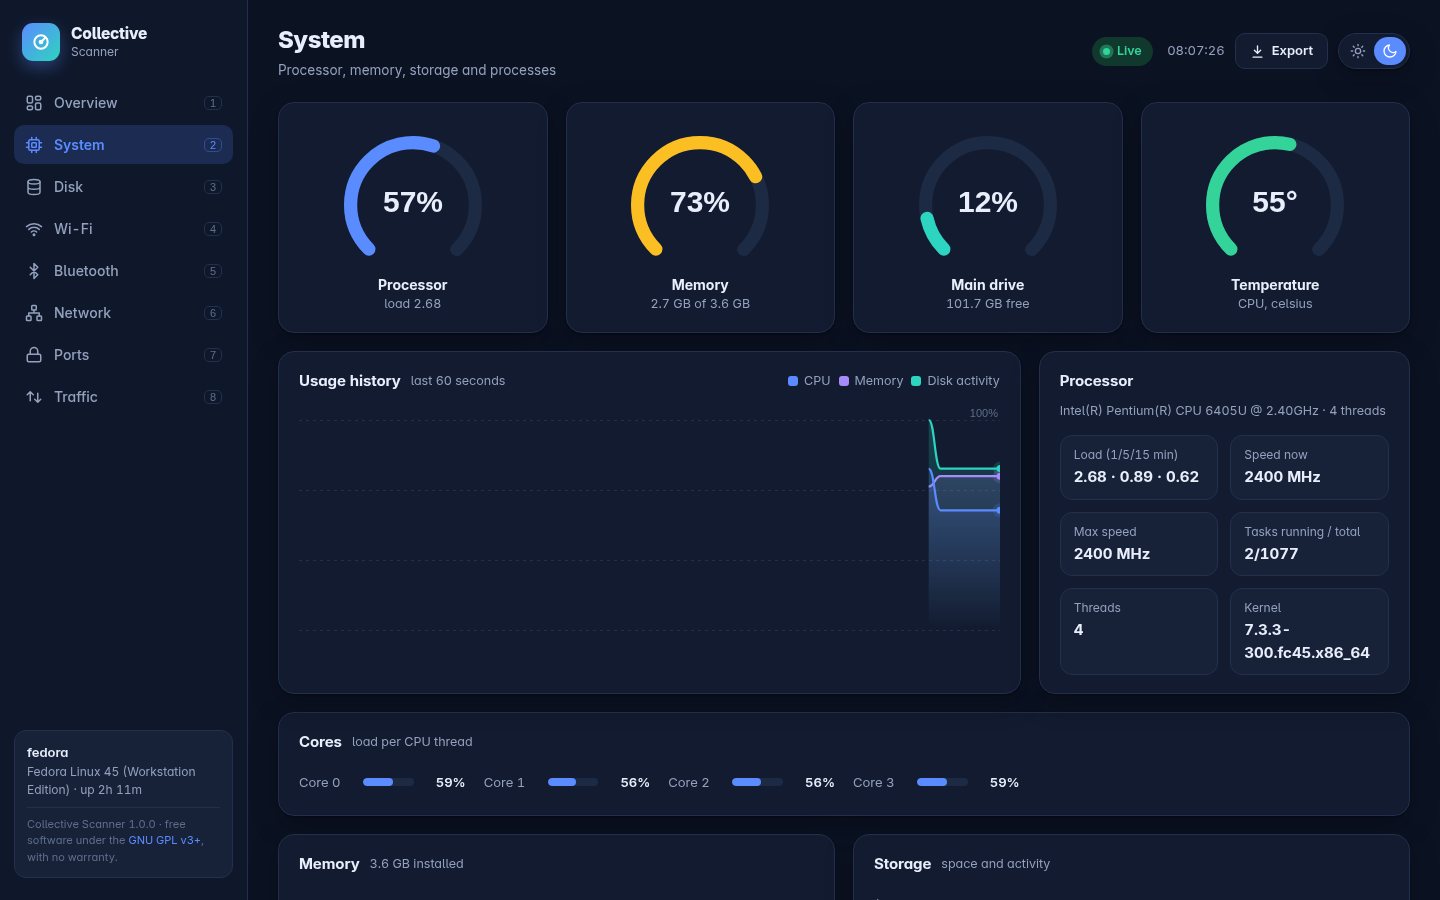 Collective
Scanner
Overview 1
System 2
Disk 3
Wi-Fi 4
Bluetooth 5
Network 6
Ports 7
Traffic 8
fedora
Fedora Linux 45 (Workstation
Edition) · up 2h 11m
Collective Scanner 1.0.0 · free
software under the GNU GPL v3+,
with no warranty.
System
Processor, memory, storage and processes
Live 08:07:26 Export
57%
Processor
load 2.68
73%
Memory
2.7 GB of 3.6 GB
12%
Main drive
101.7 GB free
55°
Temperature
CPU, celsius
Usage history last 60 seconds CPU Memory Disk activity
100%
Processor
Intel(R) Pentium(R) CPU 6405U @ 2.40GHz · 4 threads
Load (1/5/15 min)
2.68 · 0.89 · 0.62
Speed now
2400 MHz
Max speed
2400 MHz
Tasks running / total
2/1077
Threads
4
Kernel
7.3.3-
300.fc45.x86_64
Cores load per CPU thread
Core 0 59% Core 1 56% Core 2 56% Core 3 59%
Memory 3.6 GB installed
Storage space and activity